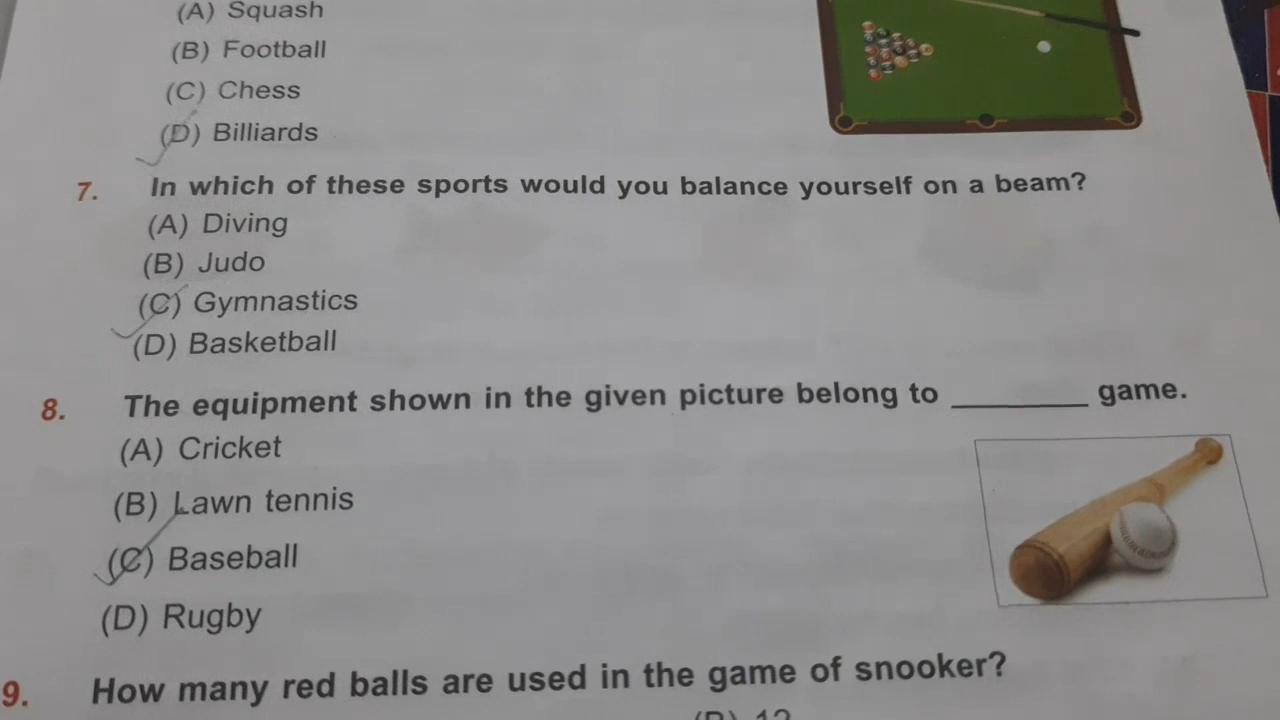 (A) Squash
(B) Football
(C) Chess
(D) Billiards
7. In which of these sports would you balance yourself on a beam?
(A) Diving
(B) Judo
(C) Gymnastics
(D) Basketball
8. The equipment shown in the given picture belong to ________ game.
(A) Cricket
(B) Lawn tennis
(C) Baseball
(D) Rugby
9. How many red balls are used in the game of snooker?
(B) 12